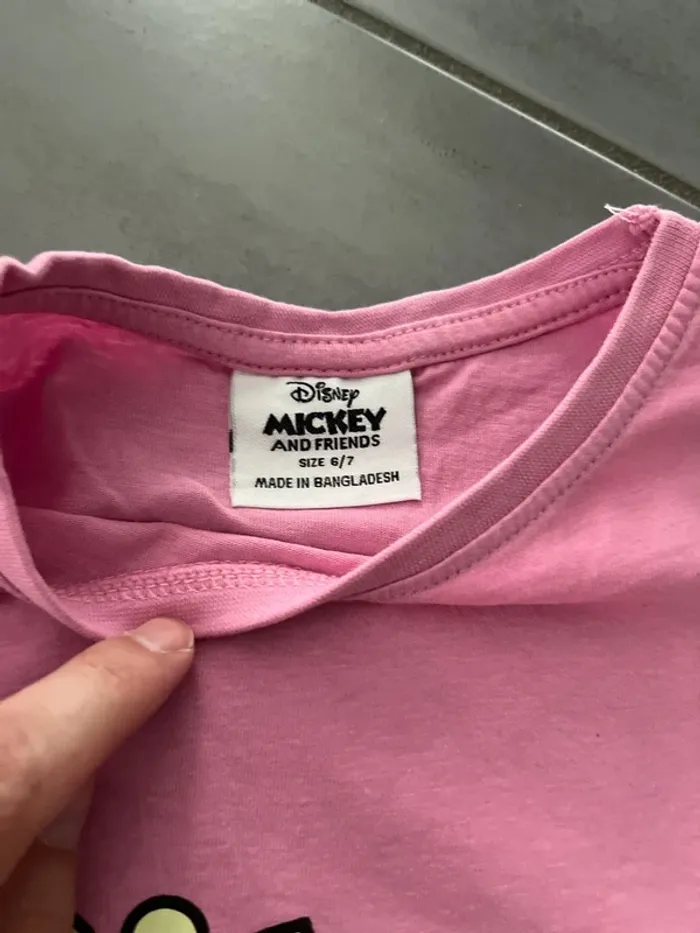 Disney
MICKEY
AND FRIENDS
SIZE 6/7
MADE IN BANGLADESH